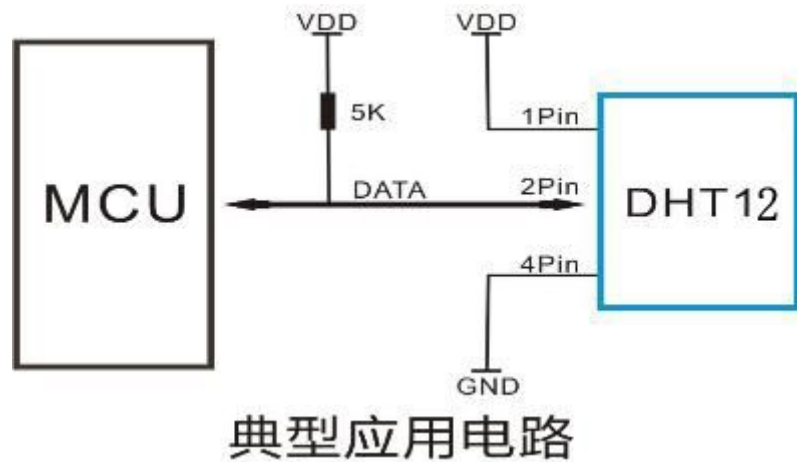 VDD VDD
5K 1Pin
MCU DATA 2Pin DHT12
4Pin
GND
典型应用电路